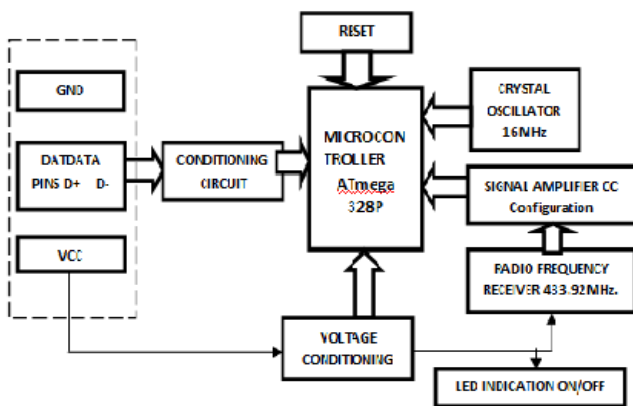 RESET
GND
CRYSTAL
OSCILLATOR
16MHz
MICROCON
TROLLER
ATmega
328P
DATDATA
PINS D+ D-
CONDITIONING
CIRCUIT
SIGNAL AMPLIFIER CC
Configuration
VCC
RADIO FREQUENCY
RECEIVER 433.92MHz.
VOLTAGE
CONDITIONING
LED INDICATION ON/OFF